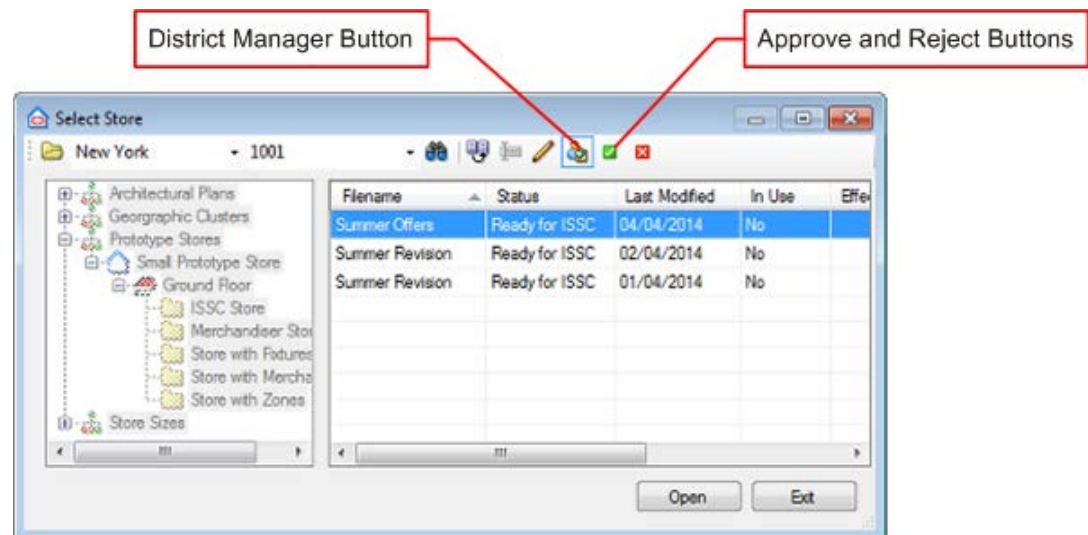 District Manager Button
Approve and Reject Buttons
Select Store
New York 1001
Architectural Plans
Georgraphic Clusters
Prototype Stores
Small Prototype Store
Ground Floor
ISSC Store
Merchandiser Stor
Store with Fixtures
Store with Mercha
Store with Zones
Store Sizes
Filename Status Last Modified In Use Effe
Summer Offers Ready for ISSC 04/04/2014 No
Summer Revision Ready for ISSC 02/04/2014 No
Summer Revision Ready for ISSC 01/04/2014 No
Open Exit